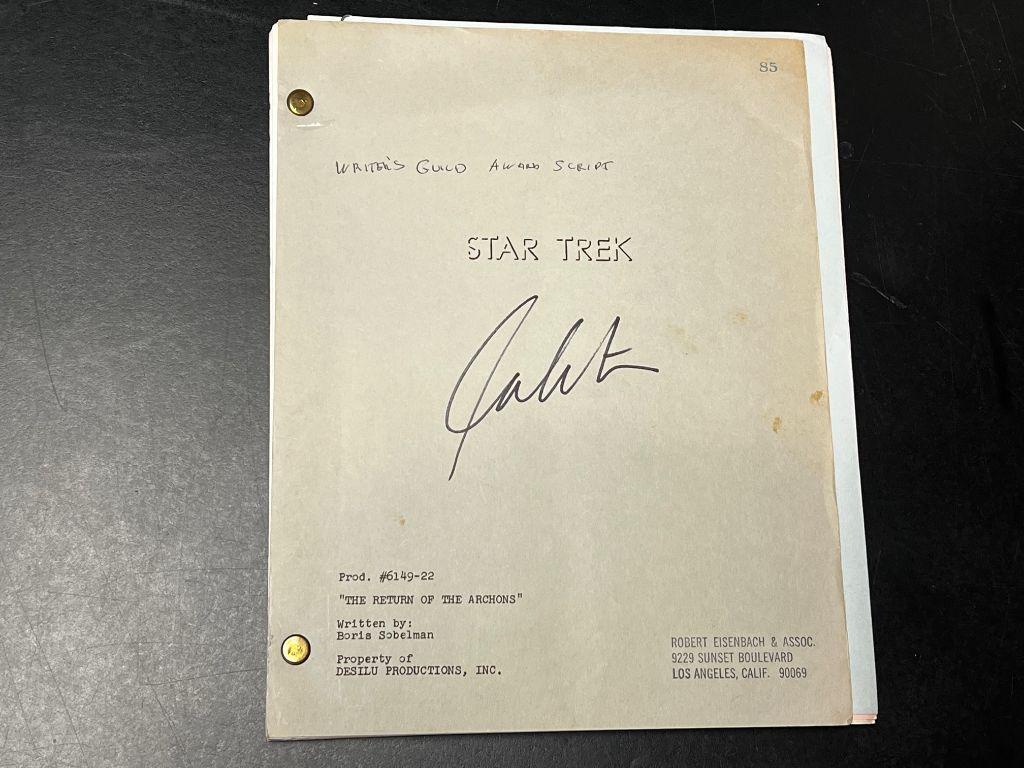 85
WRITER'S GUILD AWARD SCRIPT
STAR TREK
Prod. #6149-22
"THE RETURN OF THE ARCHONS"
Written by:
Boris Sobelman
Property of
DESILU PRODUCTIONS, INC.
ROBERT EISENBACH & ASSOC.
9229 SUNSET BOULEVARD
LOS ANGELES, CALIF. 90069